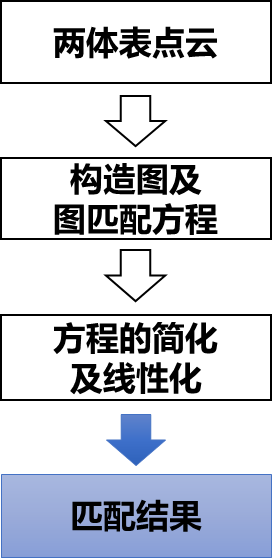 两体表点云
构造图及
图匹配方程
方程的简化
及线性化
匹配结果